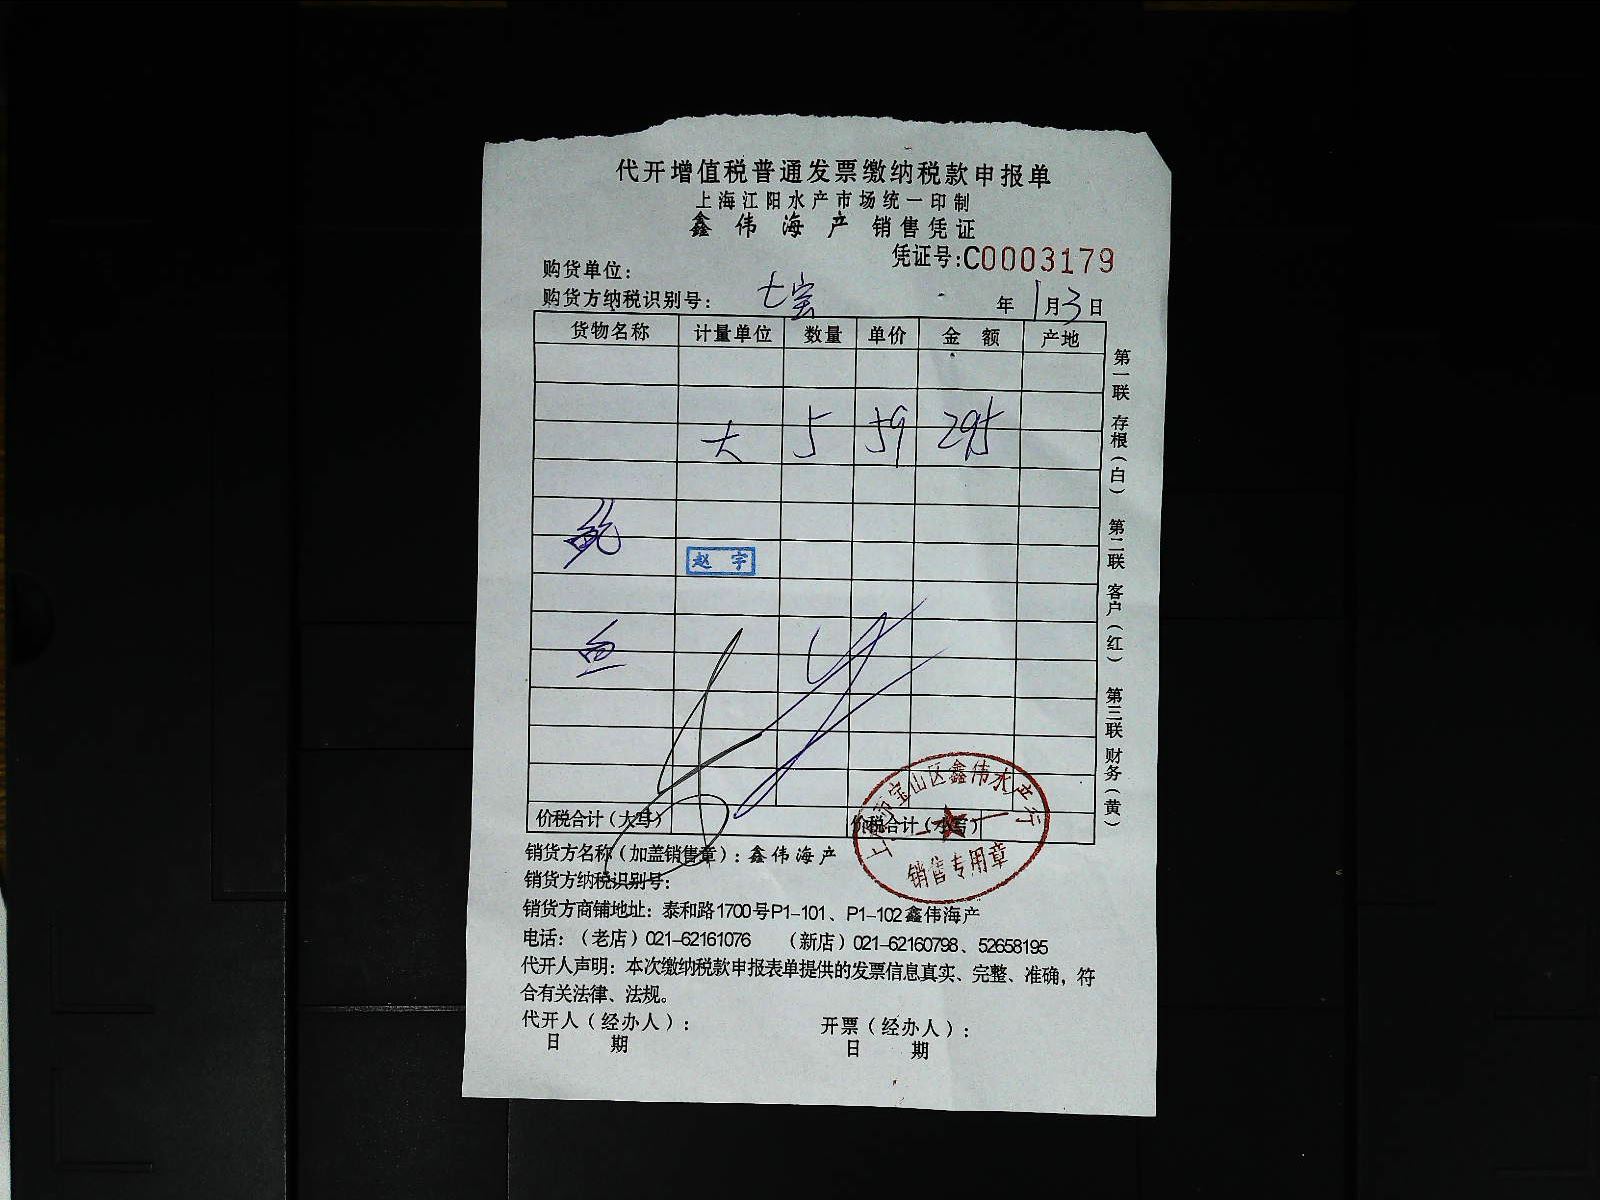 代开增值税普通发票缴纳税款申报单
上海江阳水产市场统一印制
鑫伟海产 销售凭证
凭证号:C0003179
购货单位:
七宝
购货方纳税识别号: 年 1月3日
货物名称 计量单位 数量 单价 金额 产地
大 5 59 295
鲍
赵宇
鱼
价税合计(大写) 价税合计(小写)
上海市宝山区鑫伟水产行
销售专用章
销货方名称(加盖销售章):鑫伟海产
销货方纳税识别号:
销货方商铺地址:泰和路1700号P1-101、P1-102鑫伟海产
电话:(老店)021-62161076 (新店)021-62160798、52658195
代开人声明:本次缴纳税款申报表单提供的发票信息真实、完整、准确,符
合有关法律、法规。
代开人(经办人): 开票(经办人):
日期 日期
第一联 存根(白) 第二联 客户(红) 第三联 财务(黄)